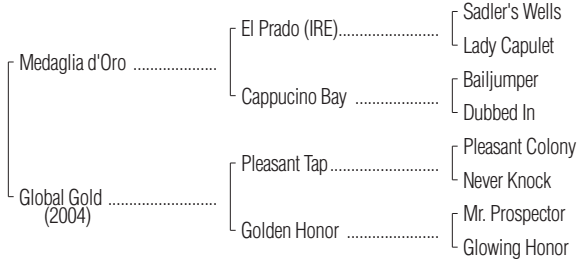 Sadler's Wells
El Prado (IRE)......................
Lady Capulet
Medaglia d'Oro ......................
Bailjumper
Cappucino Bay ......................
Dubbed In
Pleasant Colony
Pleasant Tap.............................
Never Knock
Global Gold .............................
(2004)
Mr. Prospector
Golden Honor ........................
Glowing Honor